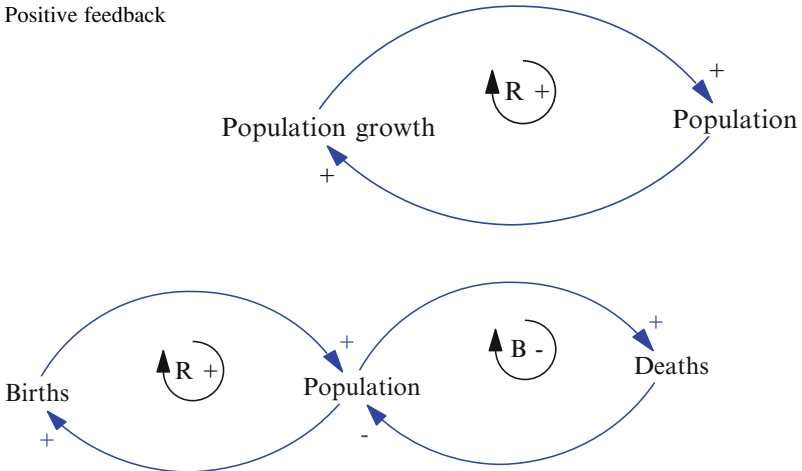 Positive feedback
+
R +
Population growth
Population
+
+
+
R +
B -
Births
Population
Deaths
+
-